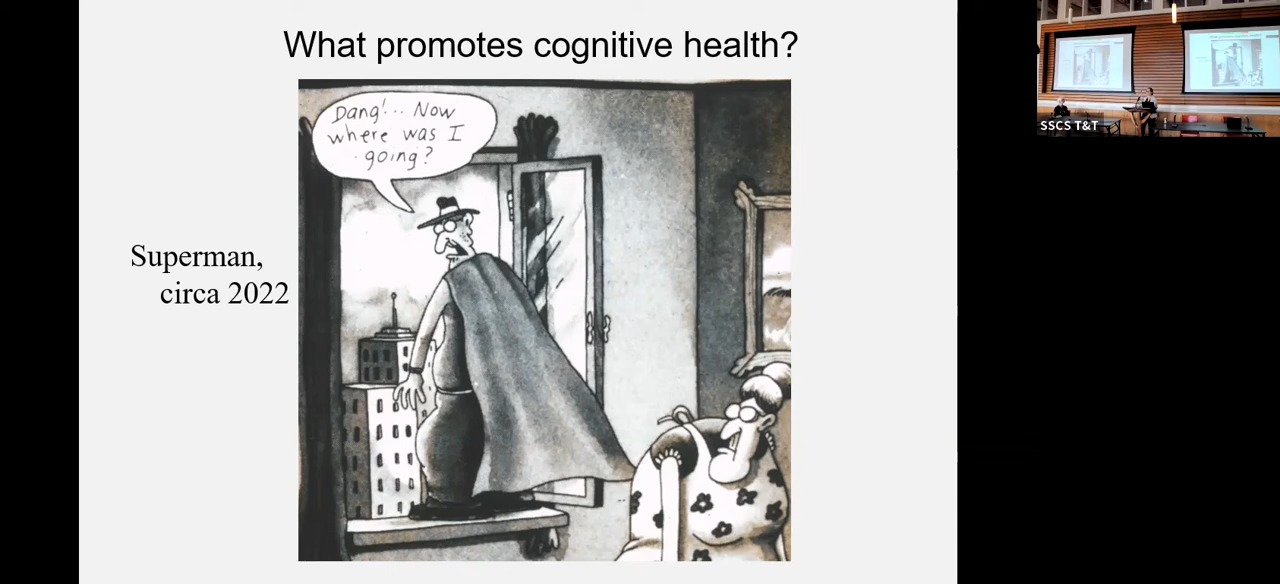 What promotes cognitive health?
Dang!... Now
where was I
going?
Superman,
circa 2022
SSCS T&T